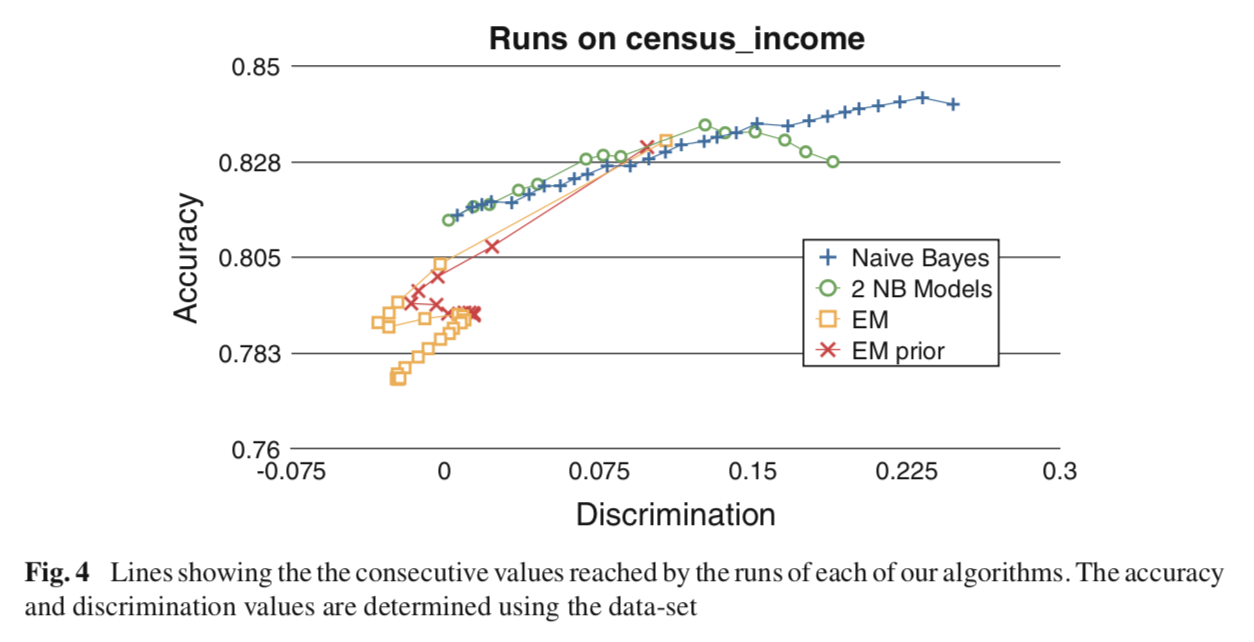 Runs on census_income
0.85
0.828
0.805
0.783
0.76
Accuracy
-0.075
0
0.075
0.15
0.225
0.3
Discrimination
Naive Bayes
2 NB Models
EM
EM prior
Fig. 4 Lines showing the the consecutive values reached by the runs of each of our algorithms. The accuracy
and discrimination values are determined using the data-set